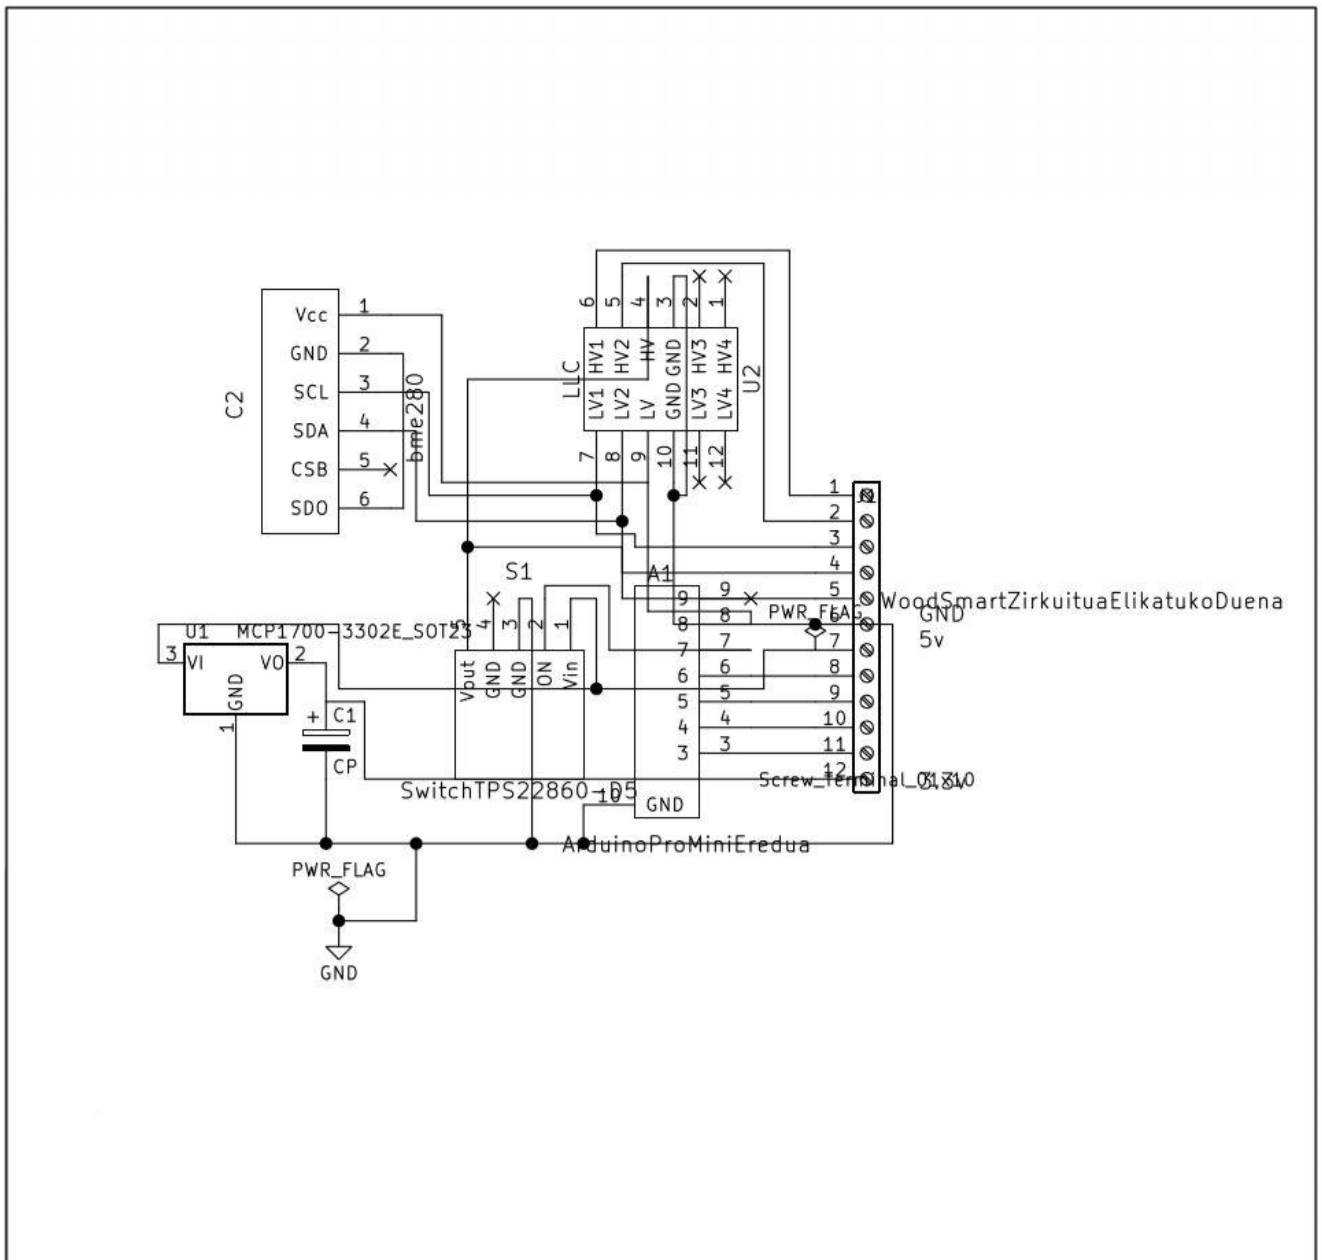 6 5 4 3 2 1
HV1 HV2 HV GND HV3 HV4
LLC
U2
LV1 LV2 LV GND LV3 LV4
7 8 9 10 11 12
C2
bme280
Vcc 1
GND 2
SCL 3
SDA 4
CSB 5
SDO 6
1
2
3
4
5
6
7
8
9
10
11
12
WoodSmartZirkuituaElikatukoDuena
GND
5v
PWR_FLAG
S1
5 4 3 2 1
Vout GND GND ON Vin
SwitchTPS22860-D5
A1
9 9
8 8
7 7
6 6
5 5
4 4
3 3
10 GND
ArduinoProMiniEredua
U1 MCP1700-3302E_SOT23
3 VI VO 2
GND
1
+ C1
CP
PWR_FLAG
GND